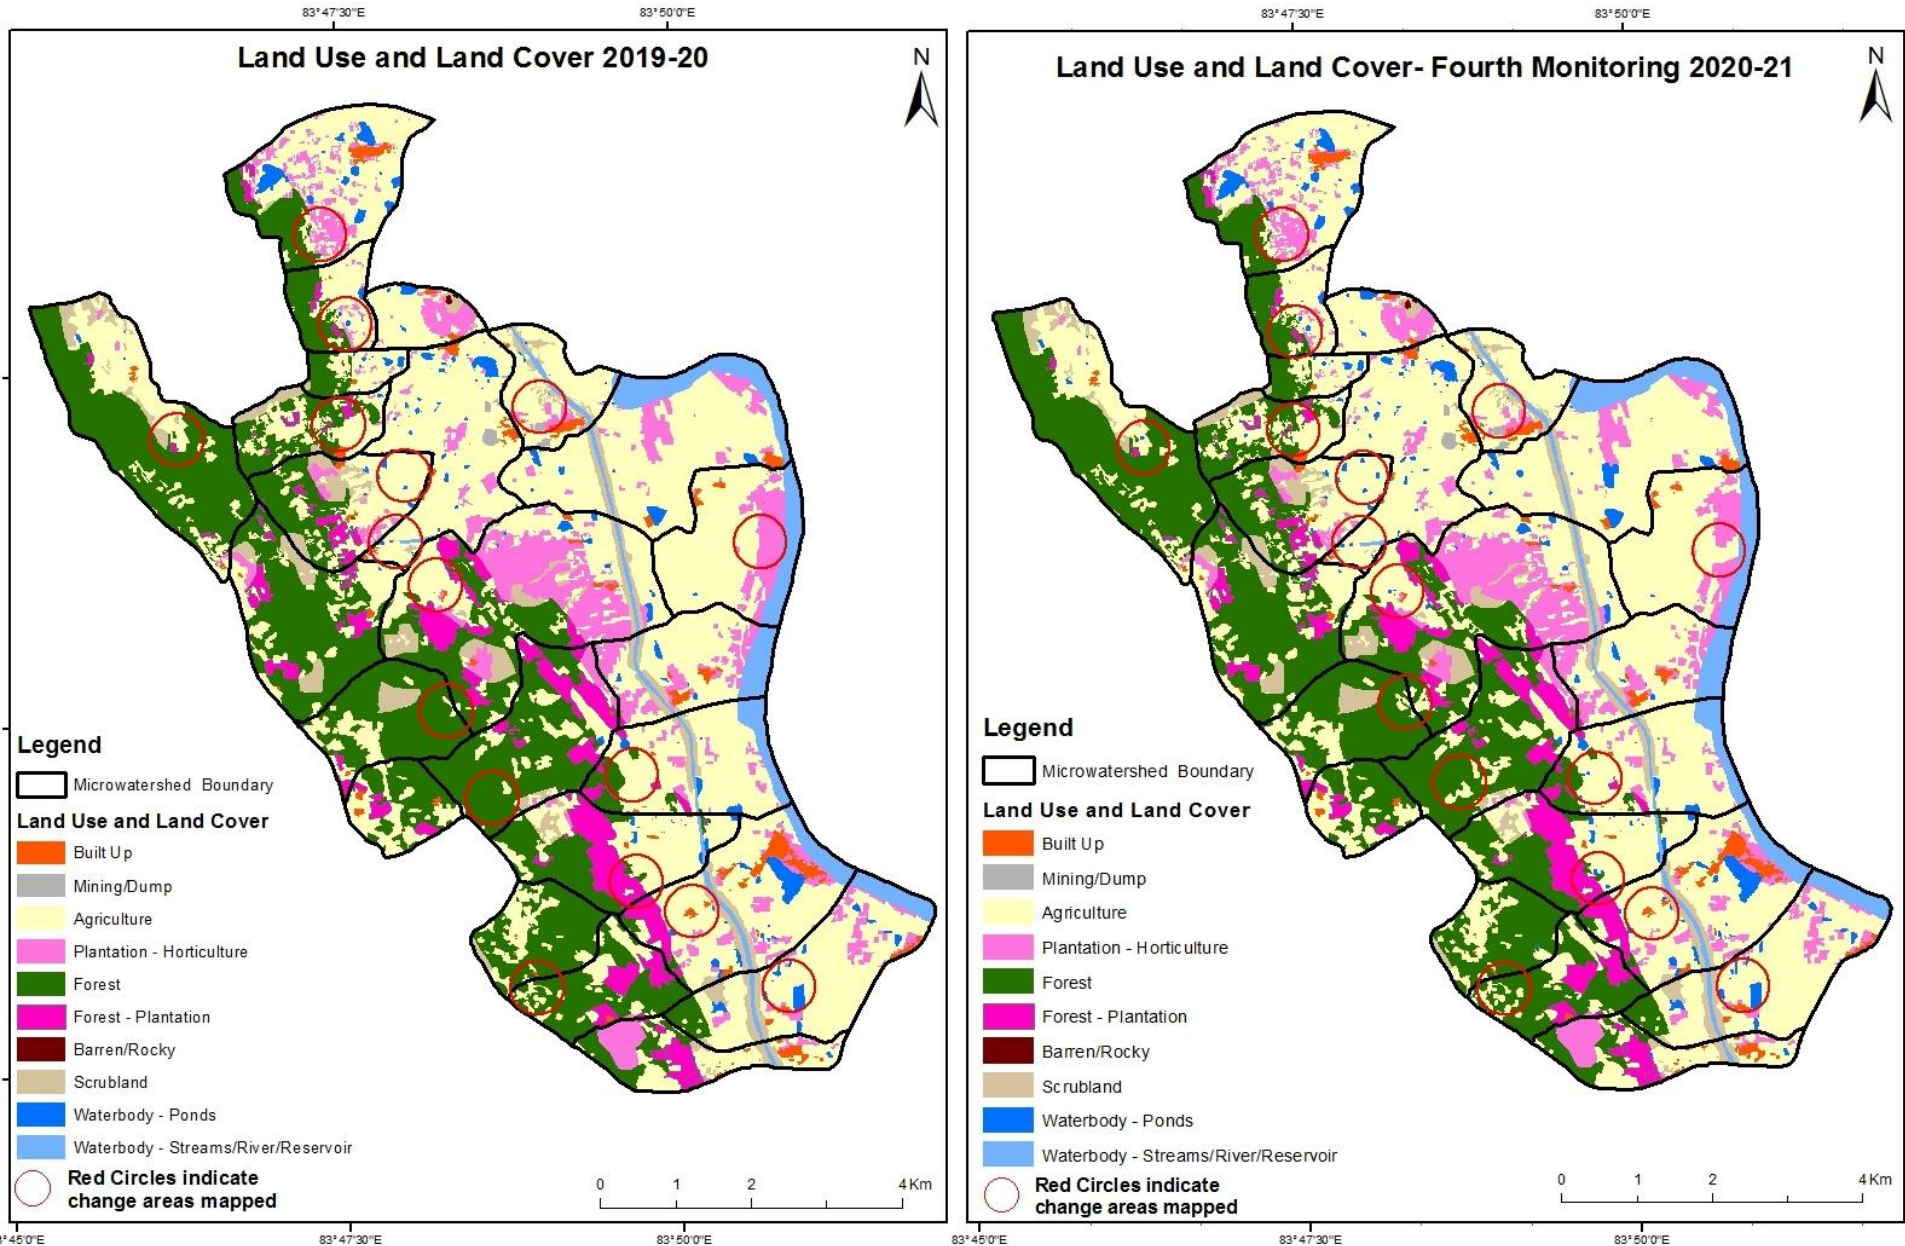 83°47'30"E
83°50'0"E
Land Use and Land Cover 2019-20
N
Legend
Microwatershed Boundary
Land Use and Land Cover
Built Up
Mining/Dump
Agriculture
Plantation - Horticulture
Forest
Forest - Plantation
Barren/Rocky
Scrubland
Waterbody - Ponds
Waterbody - Streams/River/Reservoir
Red Circles indicate
change areas mapped
0 1 2 4 Km
3°45'0"E
83°47'30"E
83°50'0"E
83°47'30"E
83°50'0"E
Land Use and Land Cover- Fourth Monitoring 2020-21
N
Legend
Microwatershed Boundary
Land Use and Land Cover
Built Up
Mining/Dump
Agriculture
Plantation - Horticulture
Forest
Forest - Plantation
Barren/Rocky
Scrubland
Waterbody - Ponds
Waterbody - Streams/River/Reservoir
Red Circles indicate
change areas mapped
0 1 2 4 Km
83°45'0"E
83°47'30"E
83°50'0"E